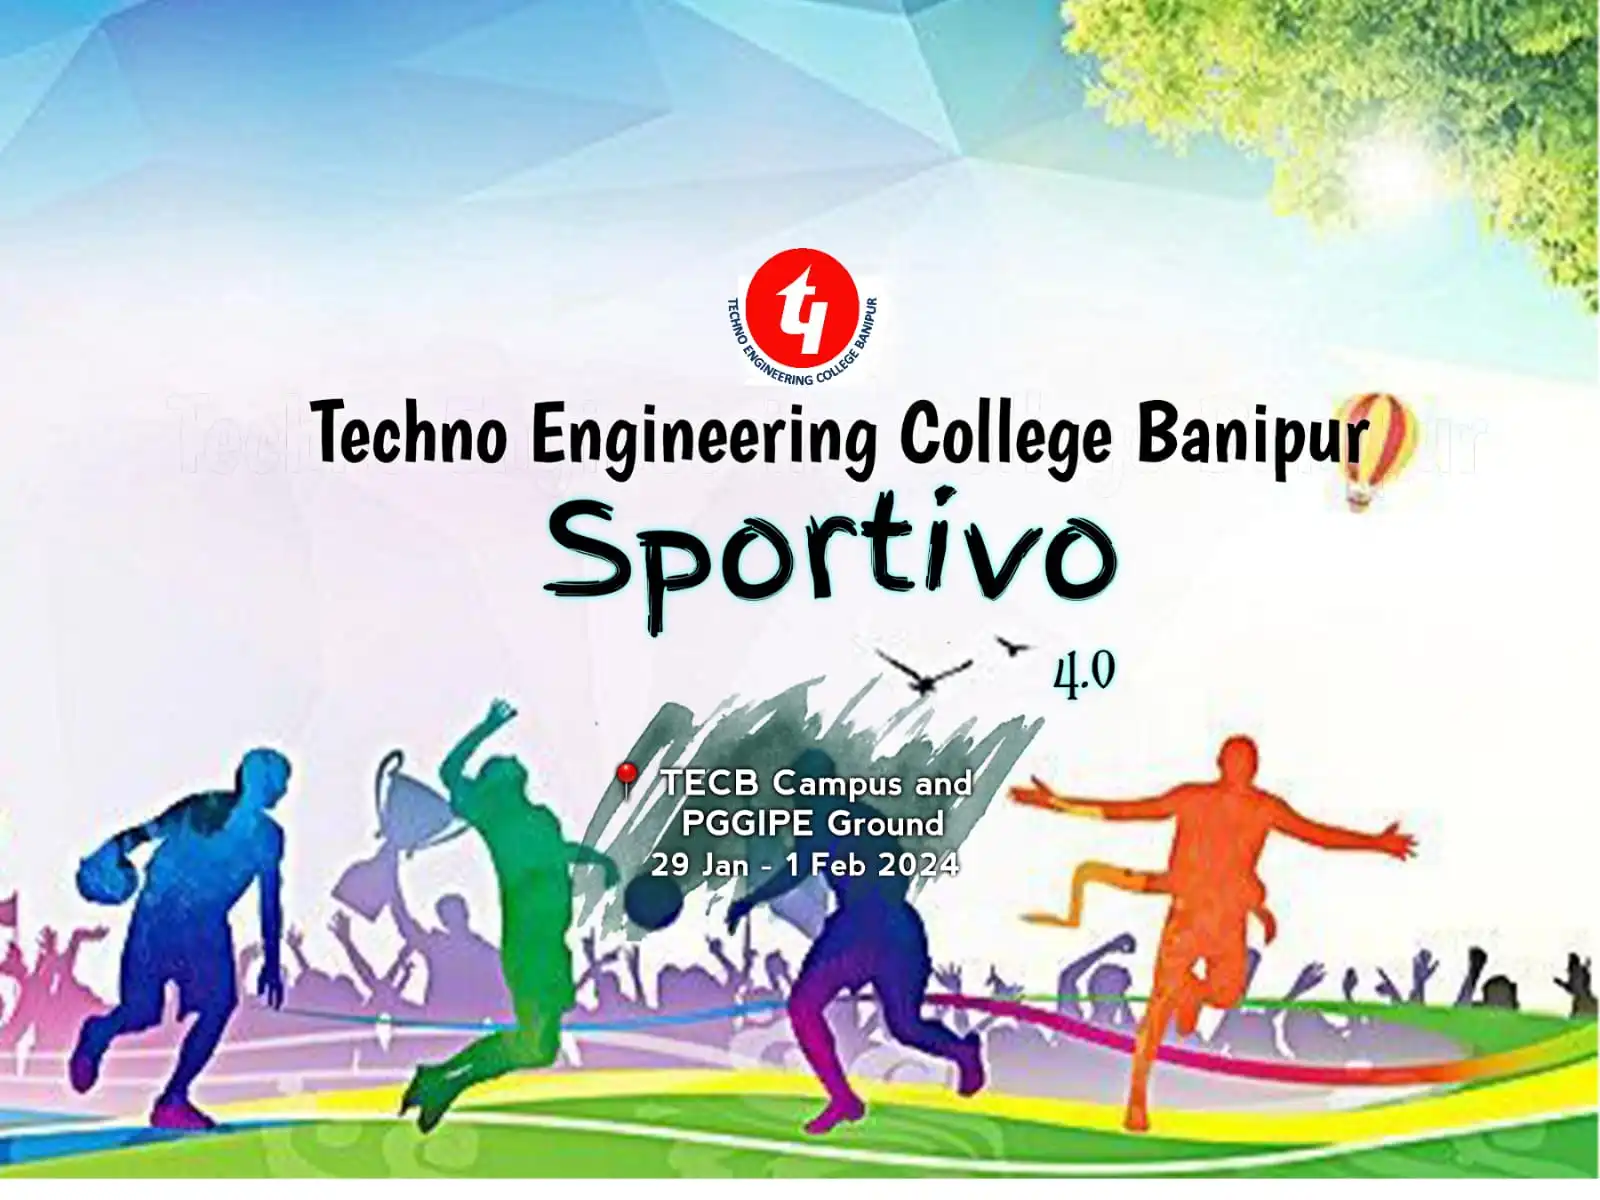 TECHNO ENGINEERING COLLEGE BANIPUR
Techno Engineering College Banipur
Sportivo
4.0
TECB Campus and
PGGIPE Ground
29 Jan - 1 Feb 2024